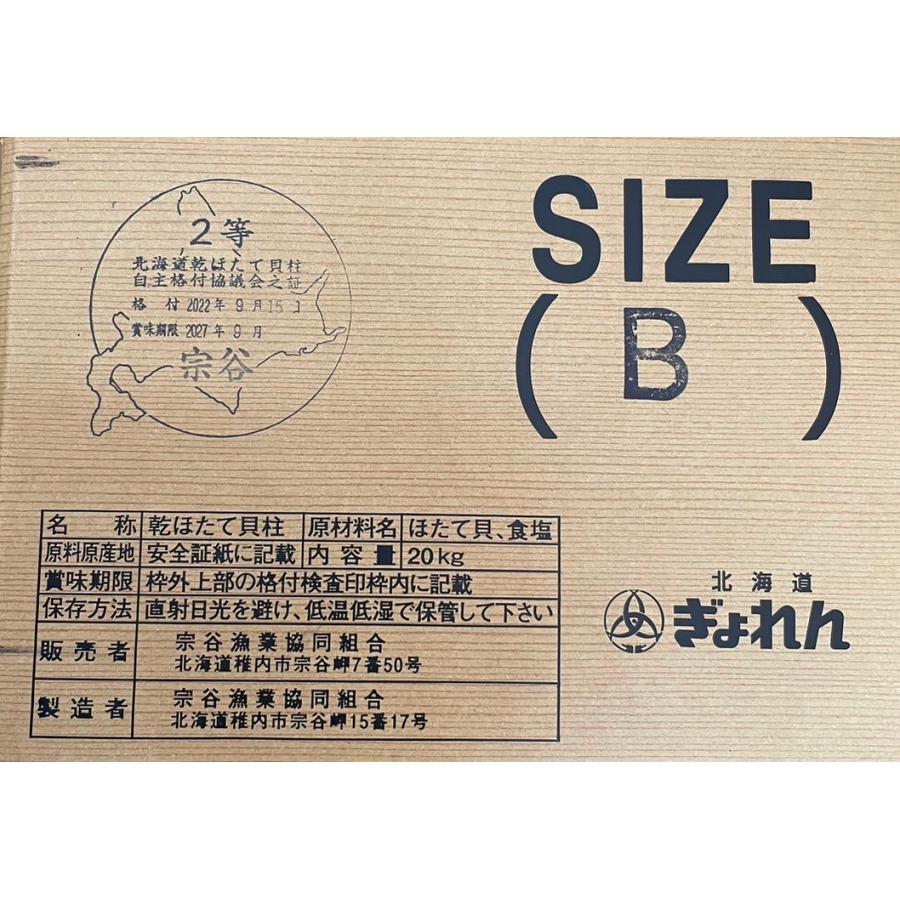 2等
北海道乾ほたて貝柱
自主格付協議会之証
格 付 2022年 9月15日
賞味期限 2027年 9月
宗谷
SIZE
( B )
名 称 乾ほたて貝柱 原材料名 ほたて貝、食塩
原料原産地 安全証紙に記載 内容量 20kg
賞味期限 枠外上部の格付検査印枠内に記載
保存方法 直射日光を避け、低温低湿で保管して下さい
販売者 宗谷漁業協同組合
北海道稚内市宗谷岬7番50号
製造者 宗谷漁業協同組合
北海道稚内市宗谷岬15番17号
北海道
ぎょれん